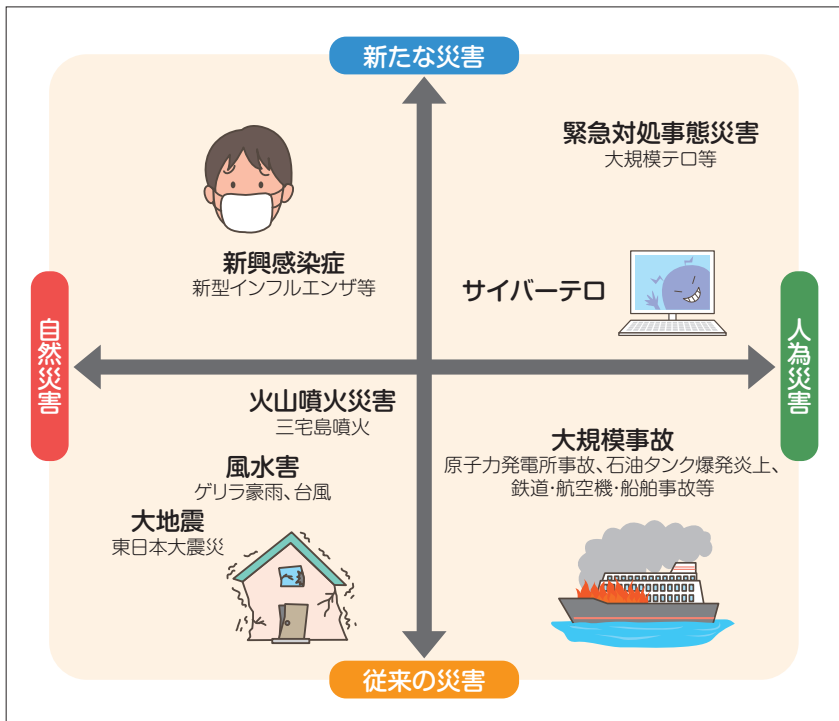 新たな災害
緊急対処事態災害
大規模テロ等
新興感染症
新型インフルエンザ等
サイバーテロ
自然災害
人為災害
火山噴火災害
三宅島噴火
風水害
ゲリラ豪雨、台風
大地震
東日本大震災
大規模事故
原子力発電所事故、石油タンク爆発炎上、
鉄道・航空機・船舶事故等
従来の災害